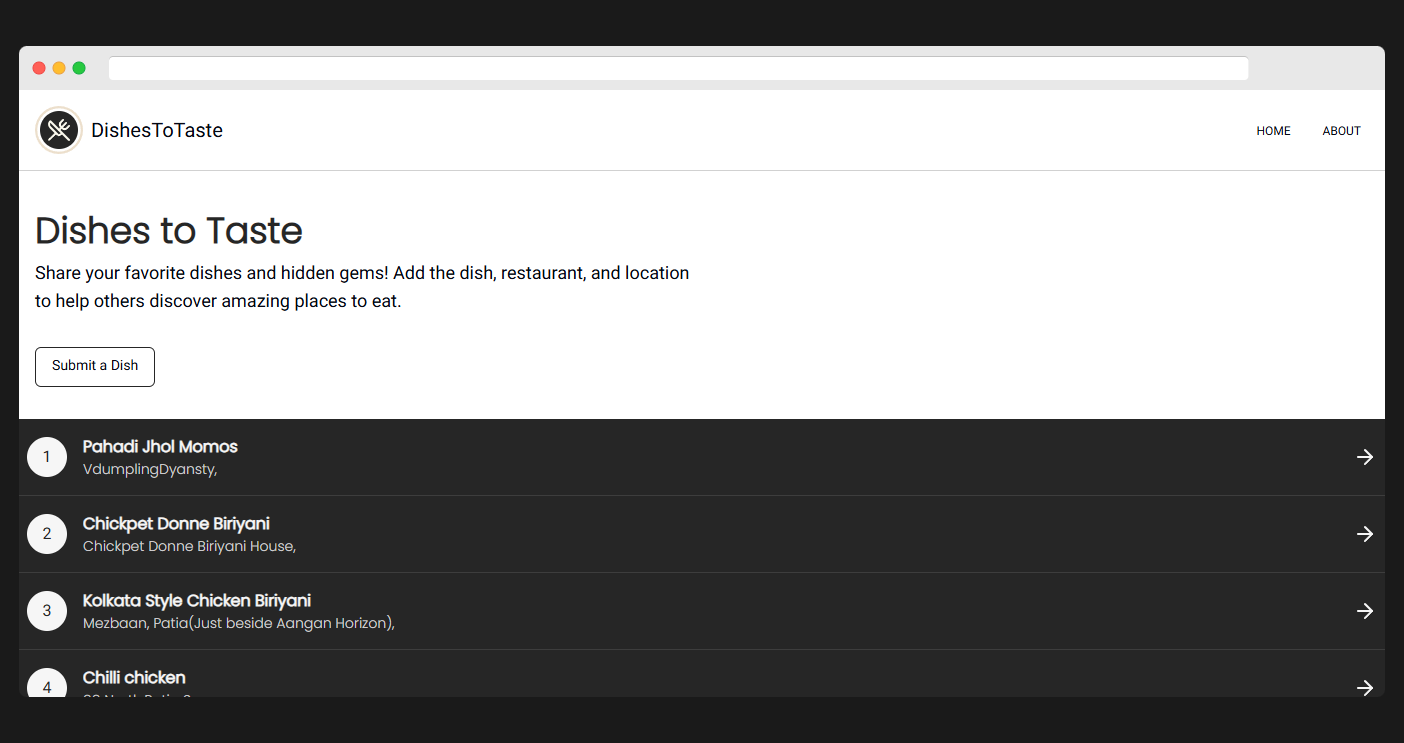 DishesToTaste
HOME
ABOUT
Dishes to Taste
Share your favorite dishes and hidden gems! Add the dish, restaurant, and location
to help others discover amazing places to eat.
Submit a Dish
1
Pahadi Jhol Momos
VdumplingDyansty,
2
Chickpet Donne Biriyani
Chickpet Donne Biriyani House,
3
Kolkata Style Chicken Biriyani
Mezbaan, Patia(Just beside Aangan Horizon),
4
Chilli chicken